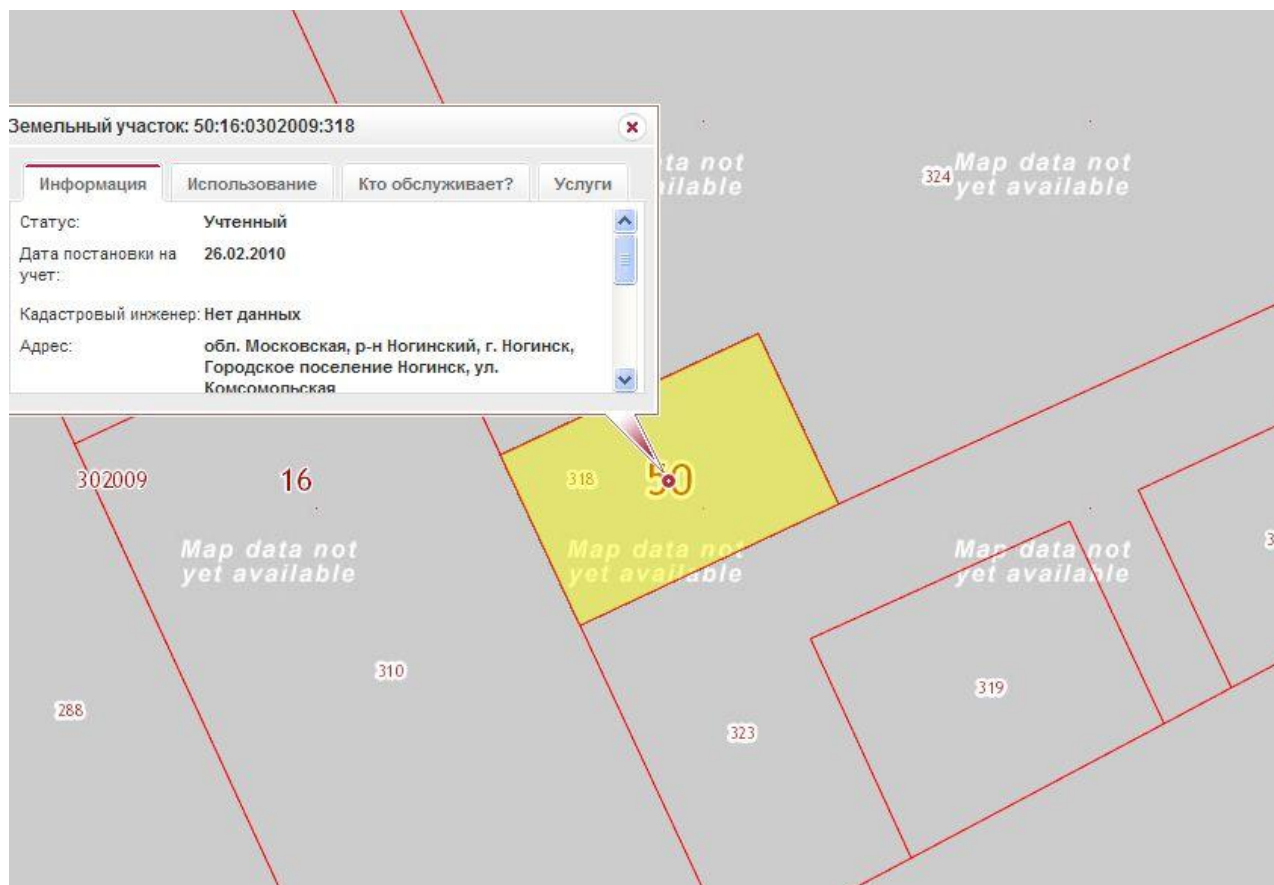 Земельный участок: 50:16:0302009:318
Информация
Использование
Кто обслуживает?
Услуги
Статус: Учтенный
Дата постановки на учет: 26.02.2010
Кадастровый инженер: Нет данных
Адрес: обл. Московская, р-н Ногинский, г. Ногинск,
Городское поселение Ногинск, ул.
Комсомольская
324
Map data not
yet available
302009
16
318
50
Map data not
yet available
Map data not
yet available
Map data not
yet available
310
288
323
319